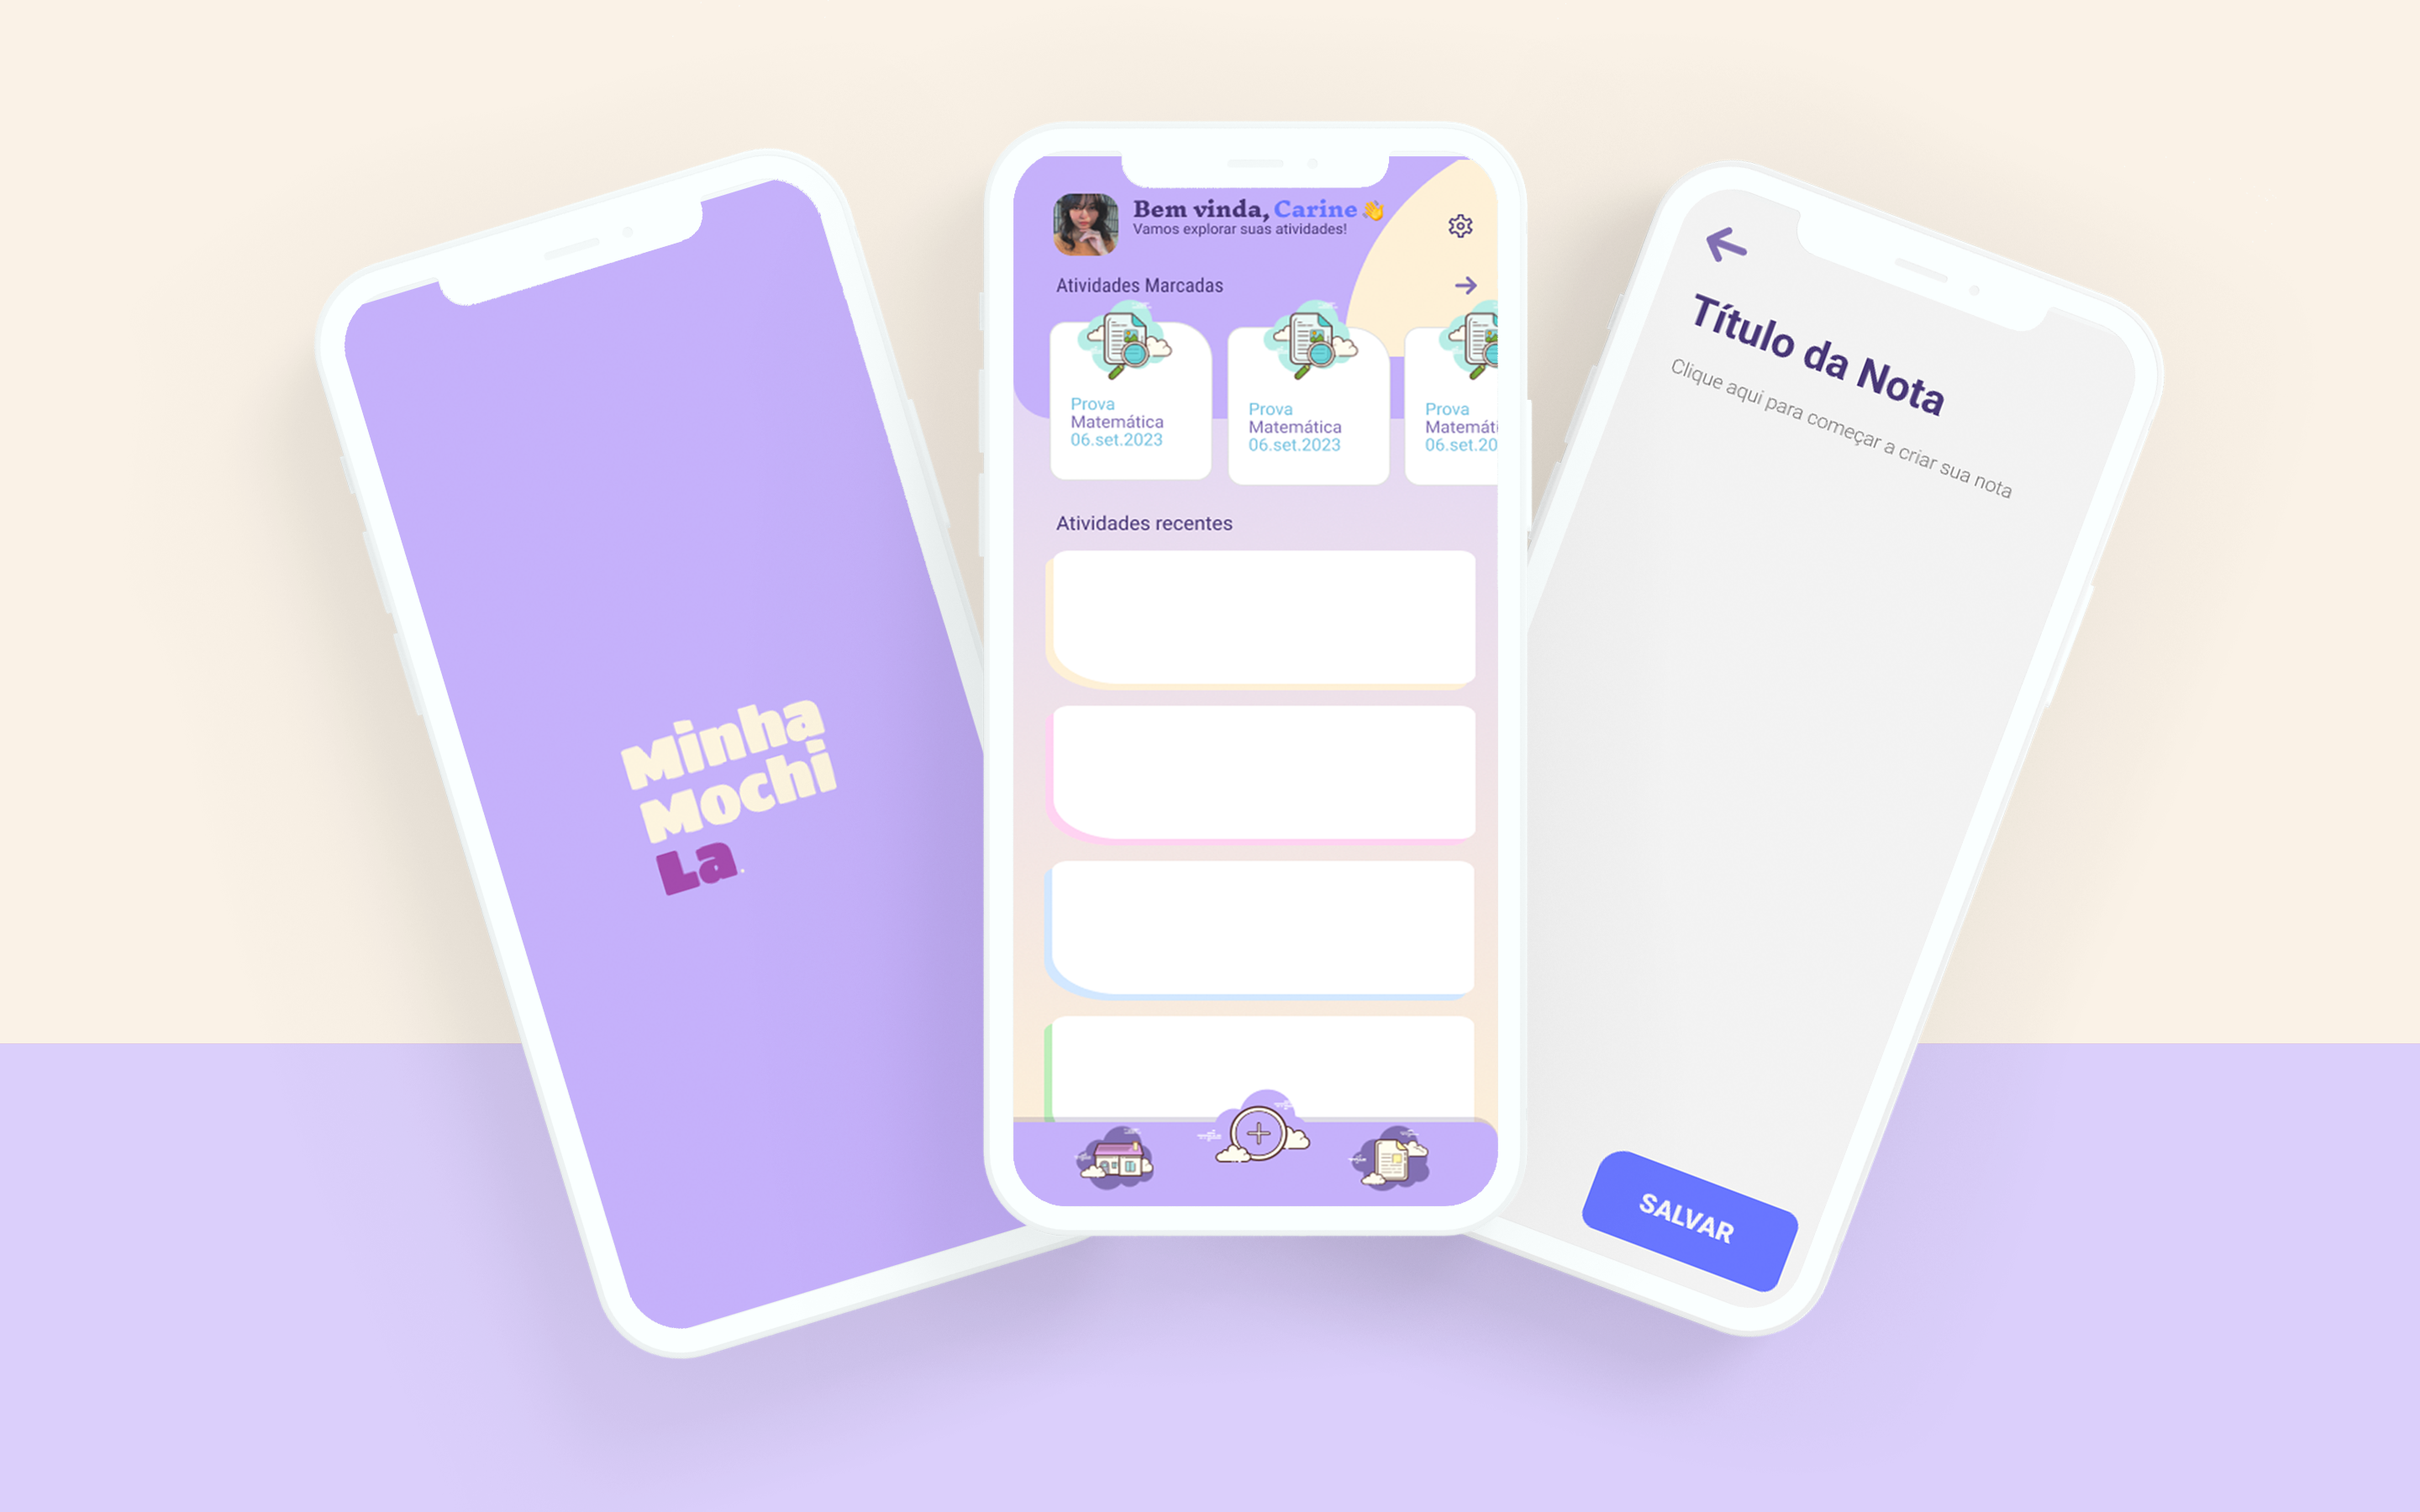 Minha
Mochi
La.
Bem vinda, Carine 👋
Vamos explorar suas atividades!
Atividades Marcadas
Prova
Matemática
06.set.2023
Prova
Matemática
06.set.2023
Prova
Matemáti
06.set.20
Atividades recentes
Título da Nota
Clique aqui para começar a criar sua nota
SALVAR